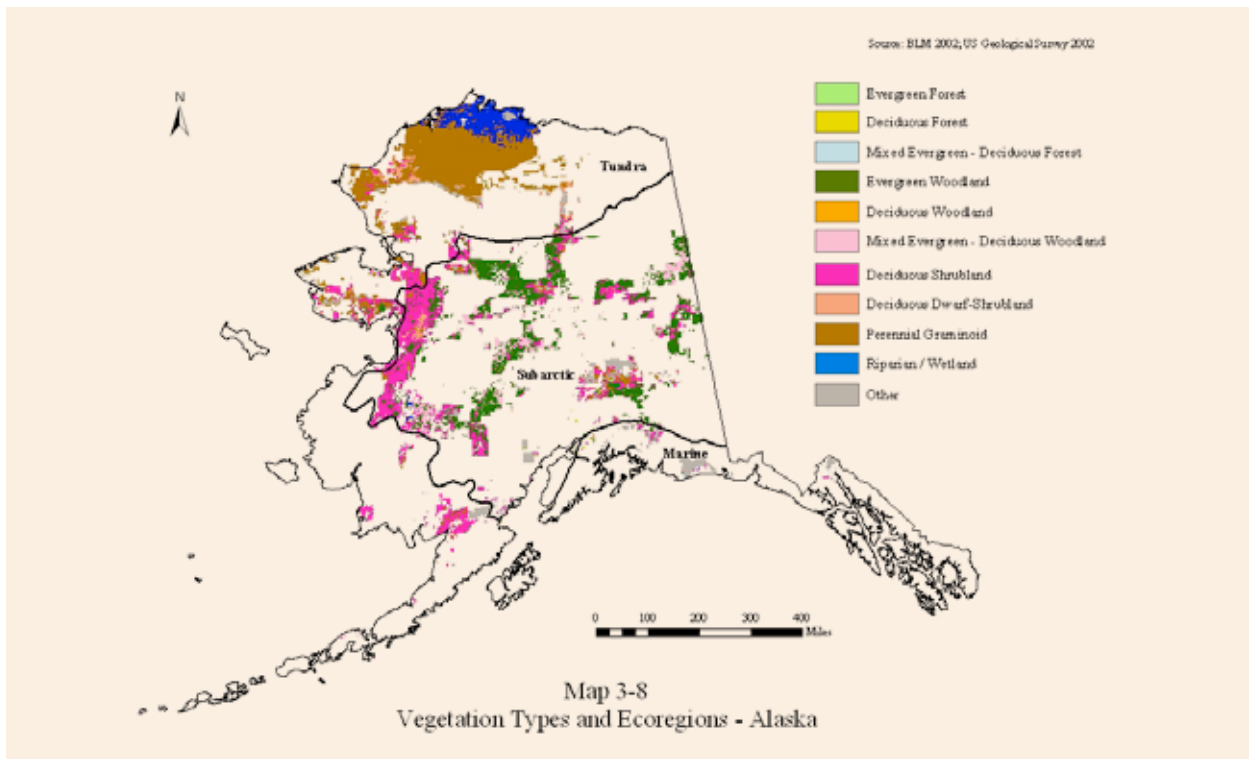 Source: BLM 2002; US Geological Survey 2002
N
Evergreen Forest
Deciduous Forest
Mixed Evergreen - Deciduous Forest
Evergreen Woodland
Deciduous Woodland
Mixed Evergreen - Deciduous Woodland
Deciduous Shrubland
Deciduous Dwarf-Shrubland
Perennial Graminoid
Riparian / Wetland
Other
Tundra
Subarctic
Marine
0 100 200 300 400
Miles
Map 3-8
Vegetation Types and Ecoregions - Alaska